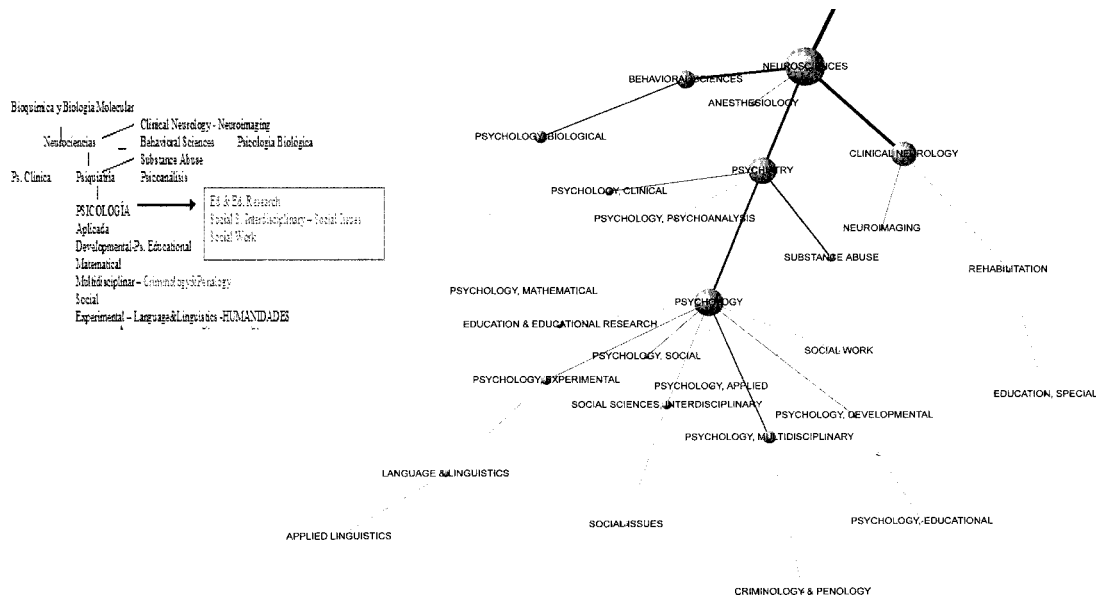 Bioquímica y Biología Molecular
Neurociencias
Clinical Neurology - Neuroimaging
Behavioral Sciences Psicología Biológica
Substance Abuse
Ps. Clínica Psiquiatria Psicoanálisis
PSICOLOGÍA
Aplicada
Developmental-Ps. Educational
Matematical
Multidisciplinar – Criminology&Penalogy
Social
Experimental – Language&Linguistics -HUMANIDADES
Ed. & Ed. Research
Social S. Interdisciplinary – Social Issues
Social Work
NEUROSCIENCES
BEHAVIORAL SCIENCES
ANESTHESIOLOGY
PSYCHOLOGY, BIOLOGICAL
CLINICAL NEUROLOGY
PSYCHIATRY
PSYCHOLOGY, CLINICAL
PSYCHOLOGY, PSYCHOANALYSIS
NEUROIMAGING
SUBSTANCE ABUSE
REHABILITATION
PSYCHOLOGY, MATHEMATICAL
PSYCHOLOGY
EDUCATION & EDUCATIONAL RESEARCH
SOCIAL WORK
PSYCHOLOGY, SOCIAL
PSYCHOLOGY, EXPERIMENTAL
PSYCHOLOGY, APPLIED
EDUCATION, SPECIAL
SOCIAL SCIENCES, INTERDISCIPLINARY
PSYCHOLOGY, DEVELOPMENTAL
PSYCHOLOGY, MULTIDISCIPLINARY
LANGUAGE & LINGUISTICS
SOCIAL ISSUES
PSYCHOLOGY, EDUCATIONAL
APPLIED LINGUISTICS
CRIMINOLOGY & PENOLOGY